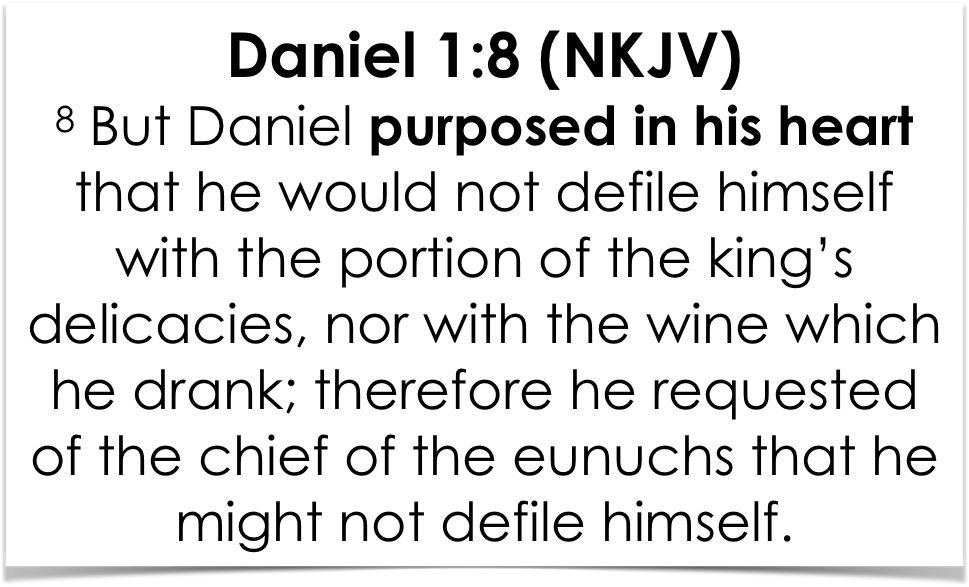 Daniel 1:8 (NKJV)
⁸ But Daniel purposed in his heart
that he would not defile himself
with the portion of the king’s
delicacies, nor with the wine which
he drank; therefore he requested
of the chief of the eunuchs that he
might not defile himself.